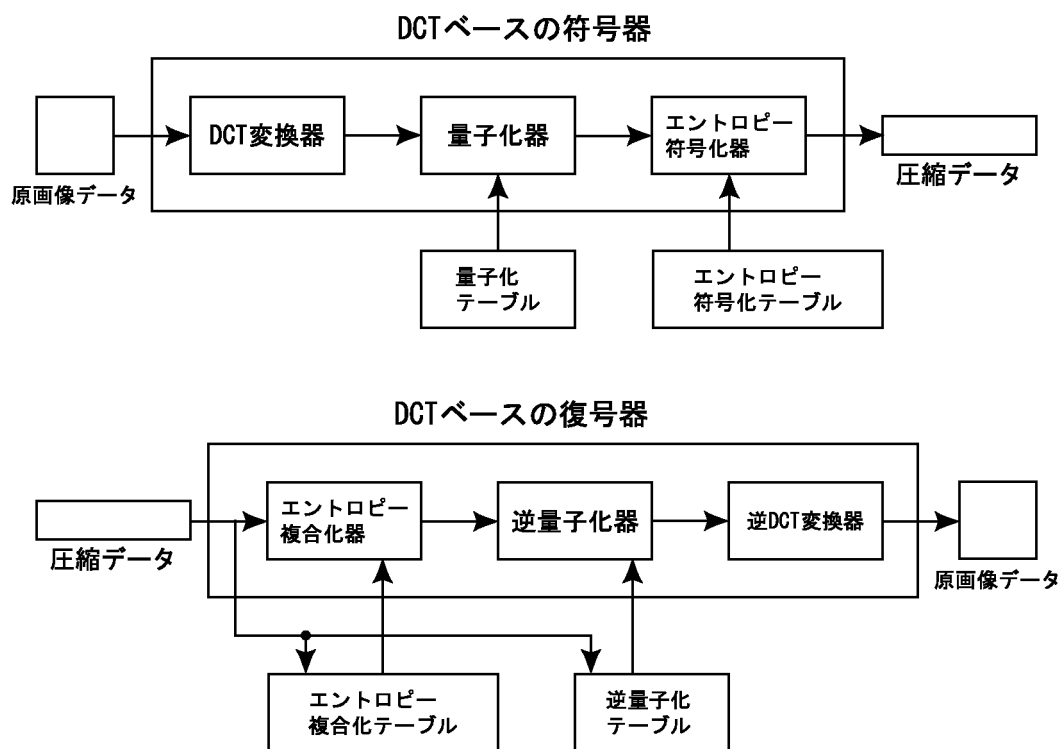 DCTベースの符号器
DCT変換器
量子化器
エントロピー
符号化器
原画像データ
圧縮データ
量子化
テーブル
エントロピー
符号化テーブル
DCTベースの復号器
エントロピー
複合化器
逆量子化器
逆DCT変換器
圧縮データ
原画像データ
エントロピー
複合化テーブル
逆量子化
テーブル